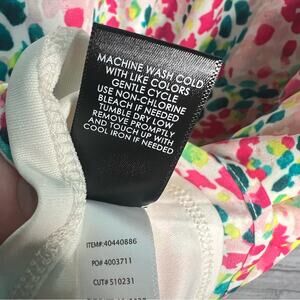 MACHINE WASH COLD
WITH LIKE COLORS
GENTLE CYCLE
USE NON-CHLORINE
BLEACH IF NEEDED
TUMBLE DRY LOW
REMOVE PROMPTLY
AND TOUCH UP WITH
COOL IRON IF NEEDED
ITEM#: 40440886
PO# 4003711
CUT# 510231